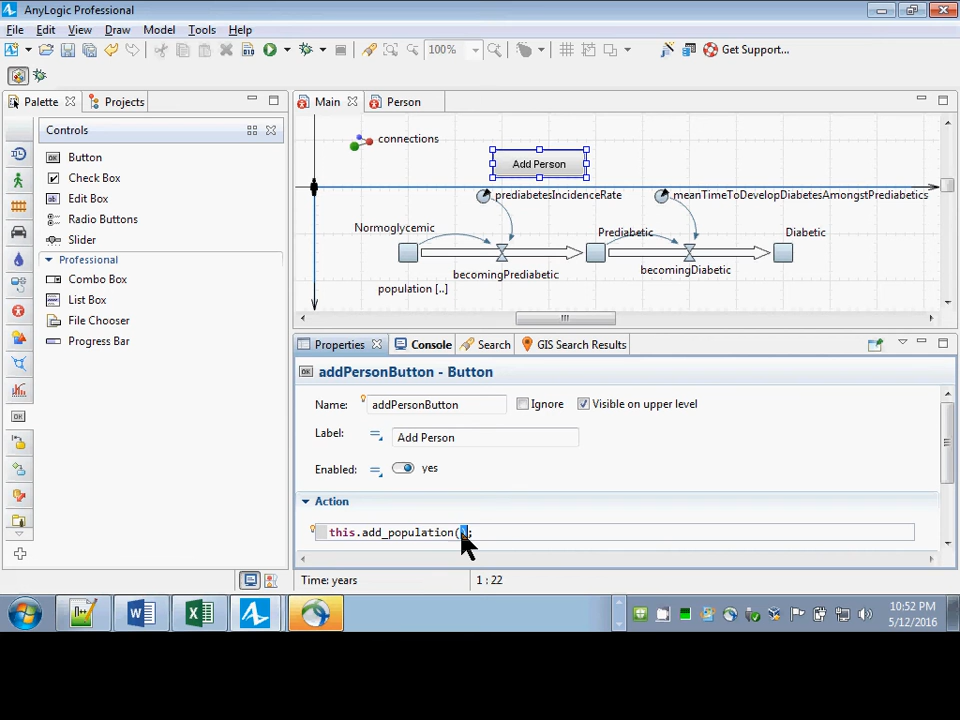 AnyLogic Professional
File Edit View Draw Model Tools Help
100% Get Support...
Palette Projects Main Person
Controls
Button
Check Box
Edit Box
Radio Buttons
Slider
Professional
Combo Box
List Box
File Chooser
Progress Bar
connections
Add Person
prediabetesIncidenceRate meanTimeToDevelopDiabetesAmongstPrediabetics
Normoglycemic Prediabetic Diabetic
becomingPrediabetic becomingDiabetic
population [..]
Properties Console Search GIS Search Results
addPersonButton - Button
Name: addPersonButton Ignore Visible on upper level
Label: Add Person
Enabled: yes
Action
this.add_population();
Time: years 1 : 22
10:52 PM
5/12/2016